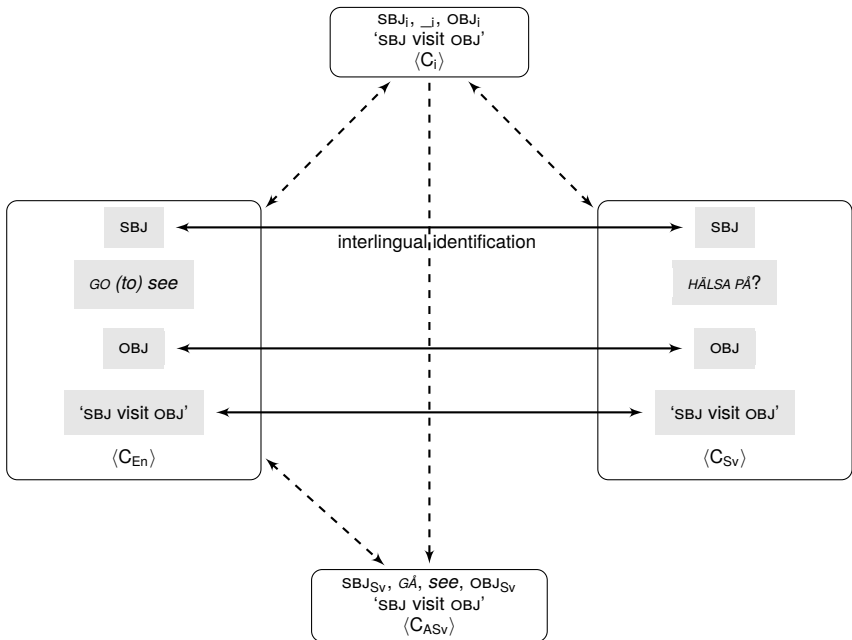 SBJi, _i, OBJi
‘SBJ visit OBJ’
⟨Ci⟩
SBJ
SBJ
interlingual identification
GO (to) see
HÄLSA PÅ?
OBJ
OBJ
‘SBJ visit OBJ’
‘SBJ visit OBJ’
⟨CEn⟩
⟨CSv⟩
SBJSv, GÅ, see, OBJSv
‘SBJ visit OBJ’
⟨CASv⟩